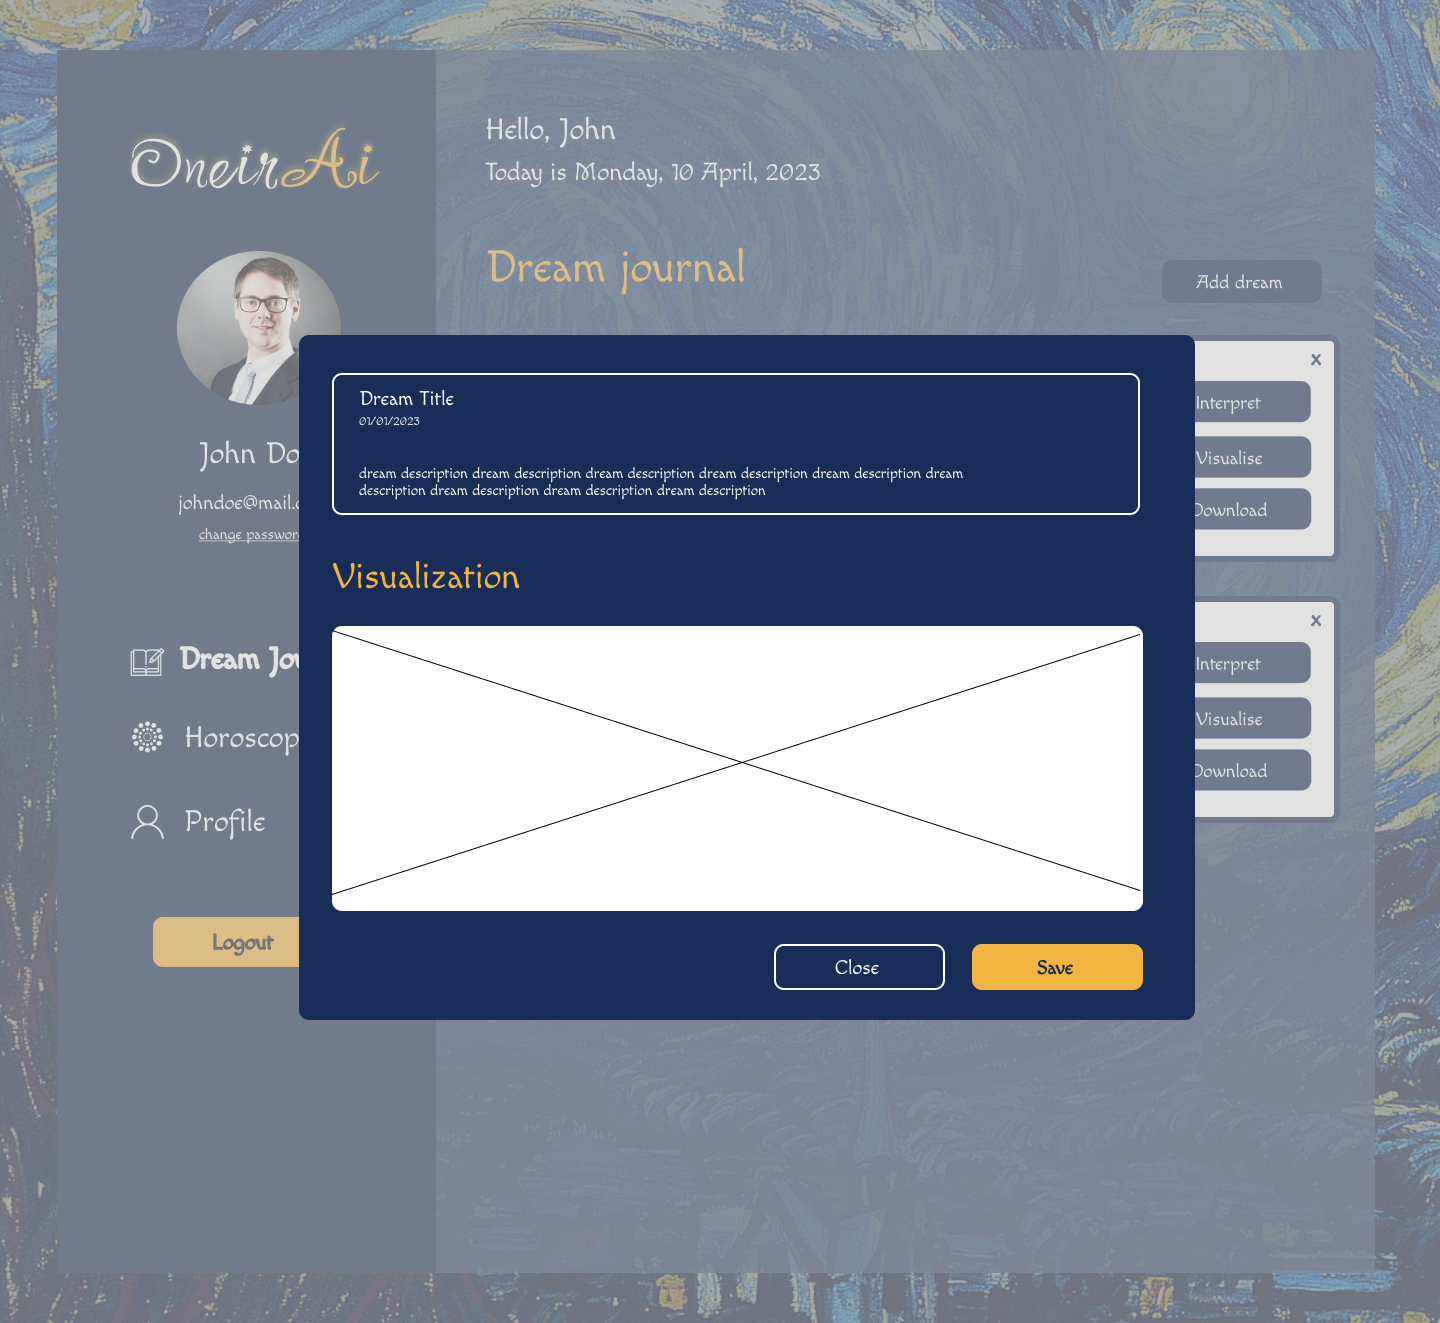 OneirAi
Hello, John
Today is Monday, 10 April, 2023
Dream journal
Add dream
John Do
johndoe@mail.
change password
Dream Jou
Horoscop
Profile
Logout
Dream Title
01/01/2023
dream description dream description dream description dream description dream description dream
description dream description dream description dream description
Visualization
Close
Save
x
Interpret
Visualise
Download
x
Interpret
Visualise
Download